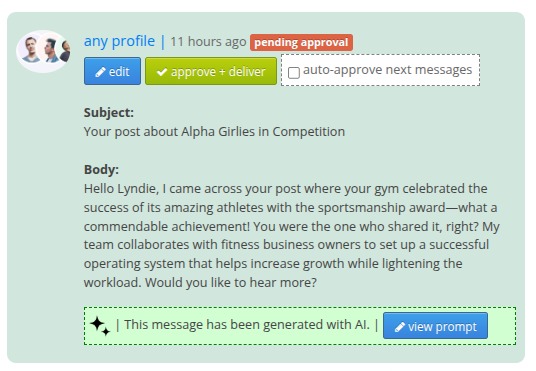 any profile | 11 hours ago pending approval
edit approve + deliver auto-approve next messages
Subject:
Your post about Alpha Girlies in Competition
Body:
Hello Lyndie, I came across your post where your gym celebrated the
success of its amazing athletes with the sportsmanship award—what a
commendable achievement! You were the one who shared it, right? My
team collaborates with fitness business owners to set up a successful
operating system that helps increase growth while lightening the
workload. Would you like to hear more?
| This message has been generated with AI. | view prompt